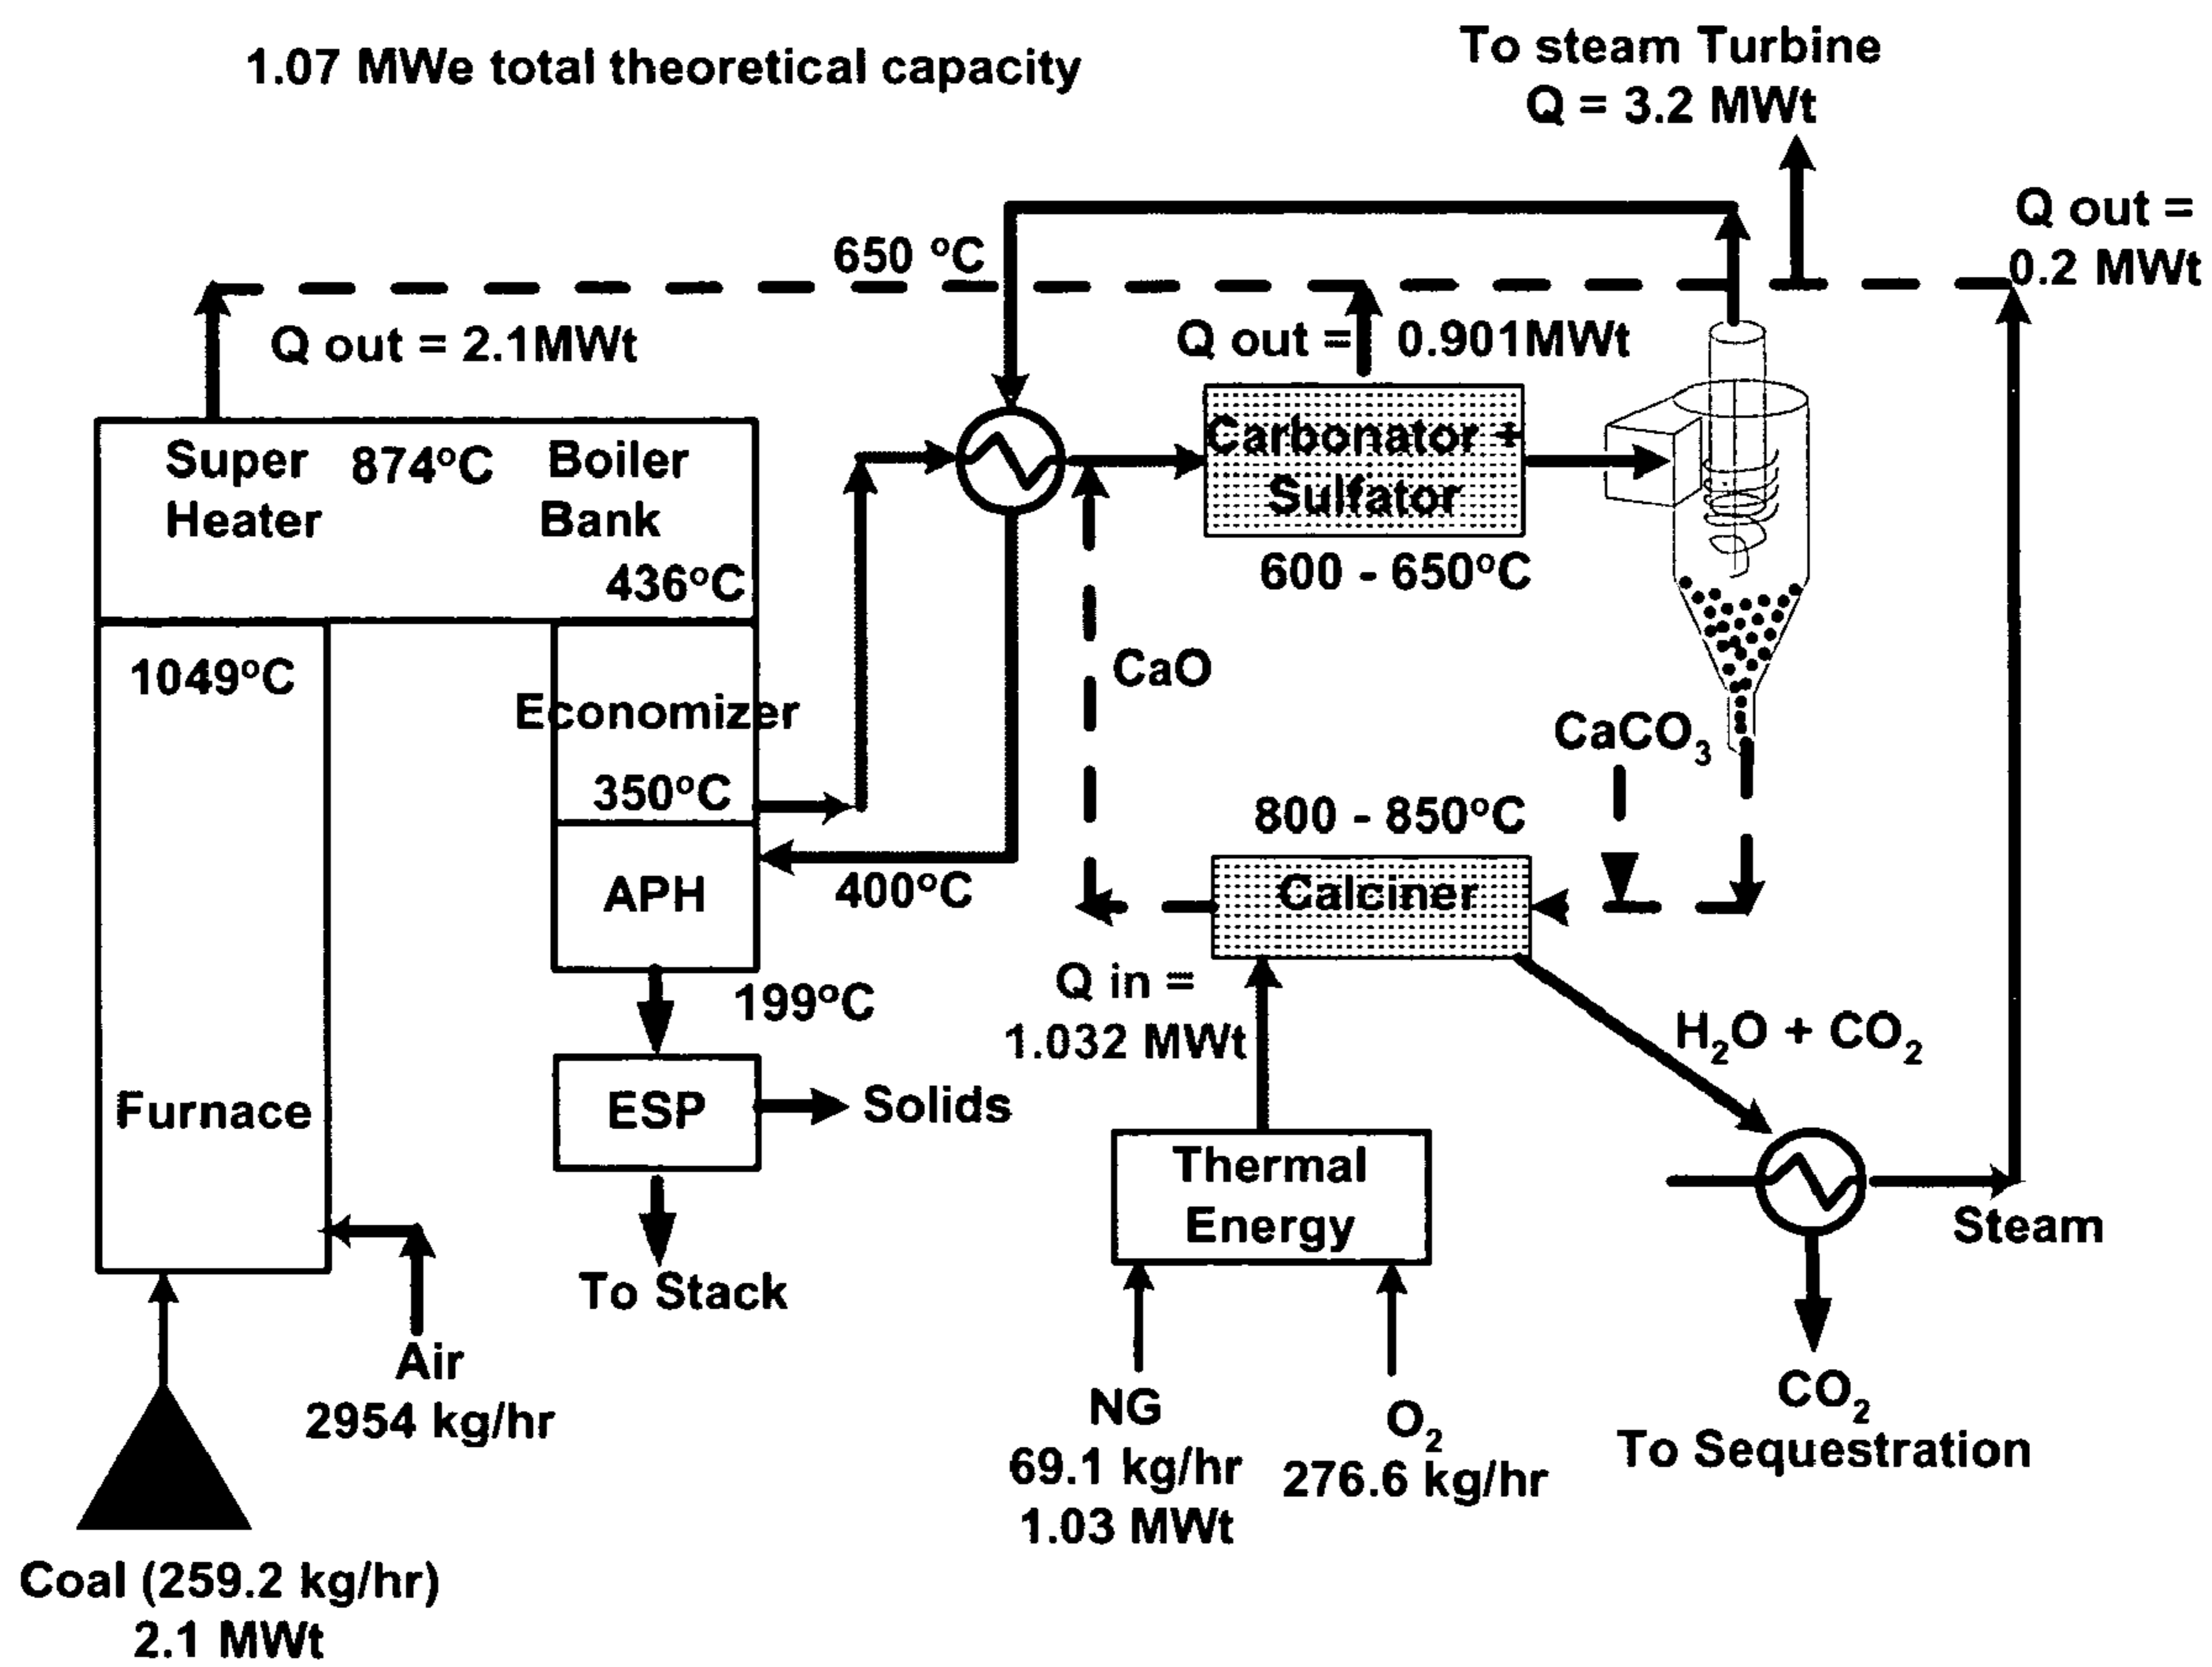 1.07 MWe total theoretical capacity
To steam Turbine
Q = 3.2 MWt
Q out =
0.2 MWt
650 °C
Q out = 2.1MWt
Q out = 0.901MWt
Super
Heater
874°C
Boiler
Bank
436°C
Carbonator +
Sulfator
600 - 650°C
1049°C
CaO
Economizer
350°C
CaCO₃
800 - 850°C
APH
400°C
Calciner
199°C
Q in =
1.032 MWt
H₂O + CO₂
Furnace
ESP
Solids
Thermal
Energy
Steam
To Stack
Air
2954 kg/hr
NG
69.1 kg/hr
1.03 MWt
O₂
276.6 kg/hr
CO₂
To Sequestration
Coal (259.2 kg/hr)
2.1 MWt